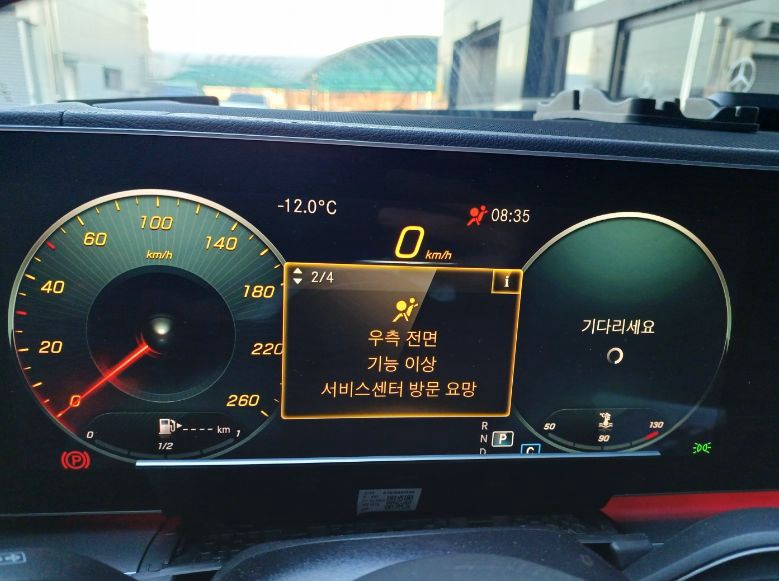 -12.0°C
08:35
0 km/h
20
40
60
100
140
180
220
260
0
km/h
2/4
i
우측 전면
기능 이상
서비스센터 방문 요망
기다리세요
0 1/2 1
---- km
R
N
D
P
C
50 90 130
(P)